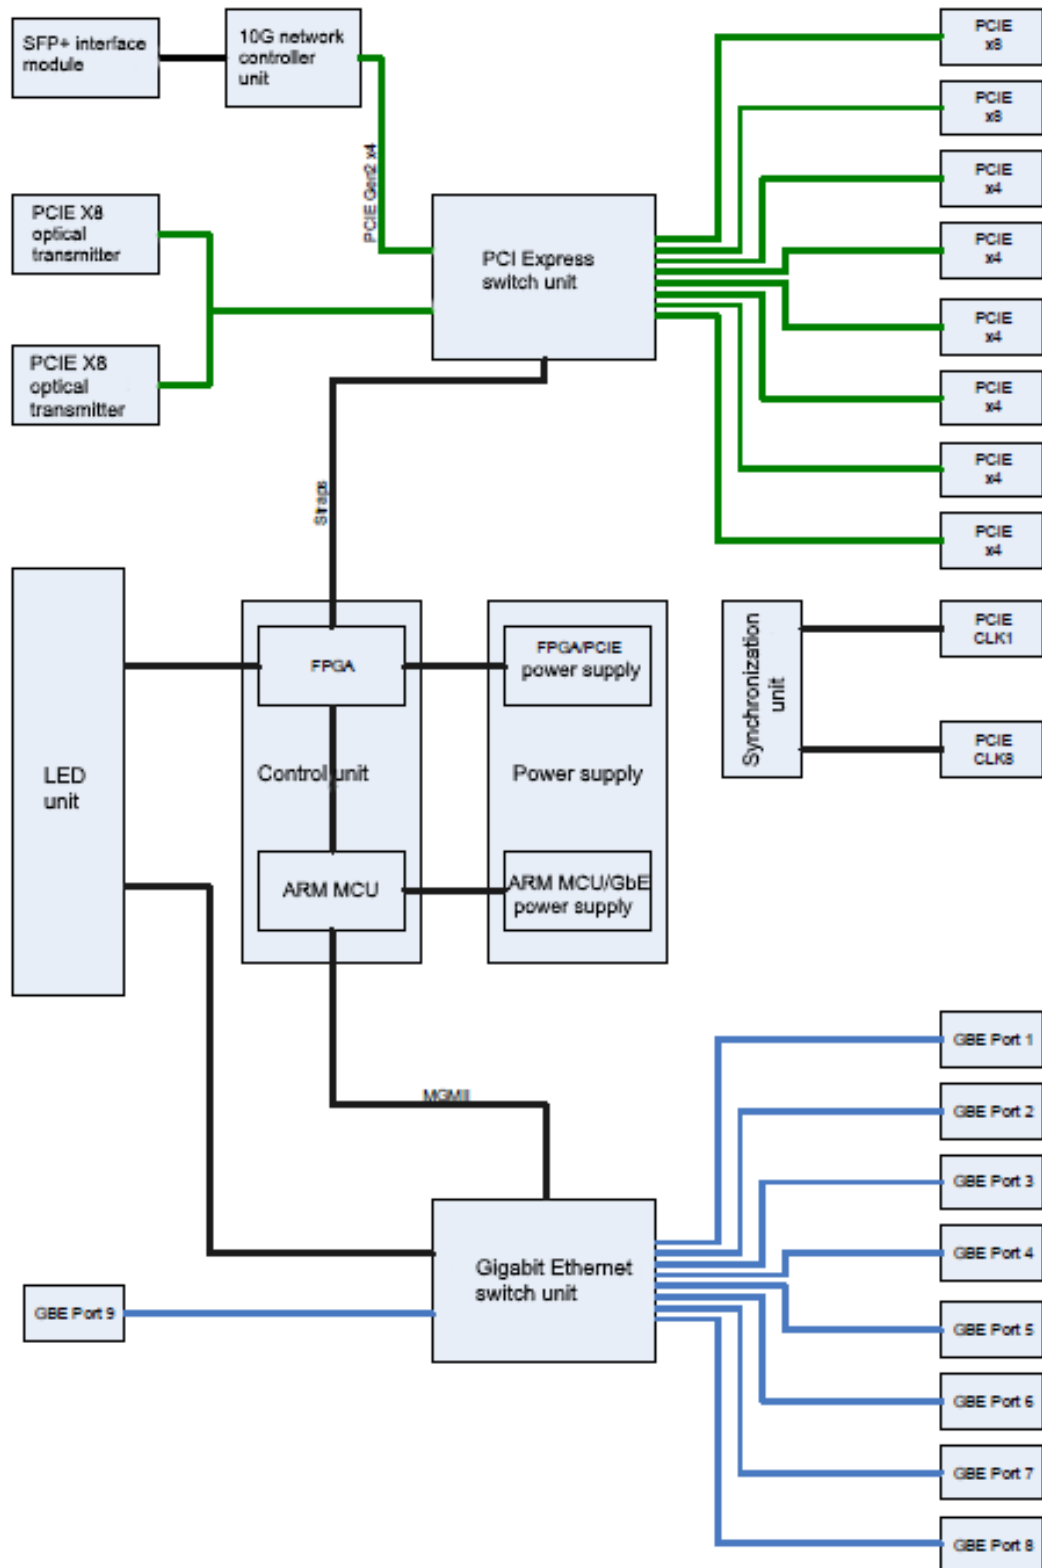 SFP+ interface
module
10G network
controller
unit
PCIE
x8
PCIE
x8
PCIE Gen2 x4
PCIE
x4
PCIE X8
optical
transmitter
PCI Express
switch unit
PCIE
x4
PCIE
x4
PCIE X8
optical
transmitter
PCIE
x4
PCIE
x4
Straps
PCIE
x4
FPGA
FPGA/PCIE
power supply
Synchronization
unit
PCIE
CLK1
LED
unit
Control unit
Power supply
PCIE
CLK8
ARM MCU
ARM MCU/GbE
power supply
GBE Port 1
MGMII
GBE Port 2
GBE Port 3
GBE Port 4
Gigabit Ethernet
switch unit
GBE Port 9
GBE Port 5
GBE Port 6
GBE Port 7
GBE Port 8